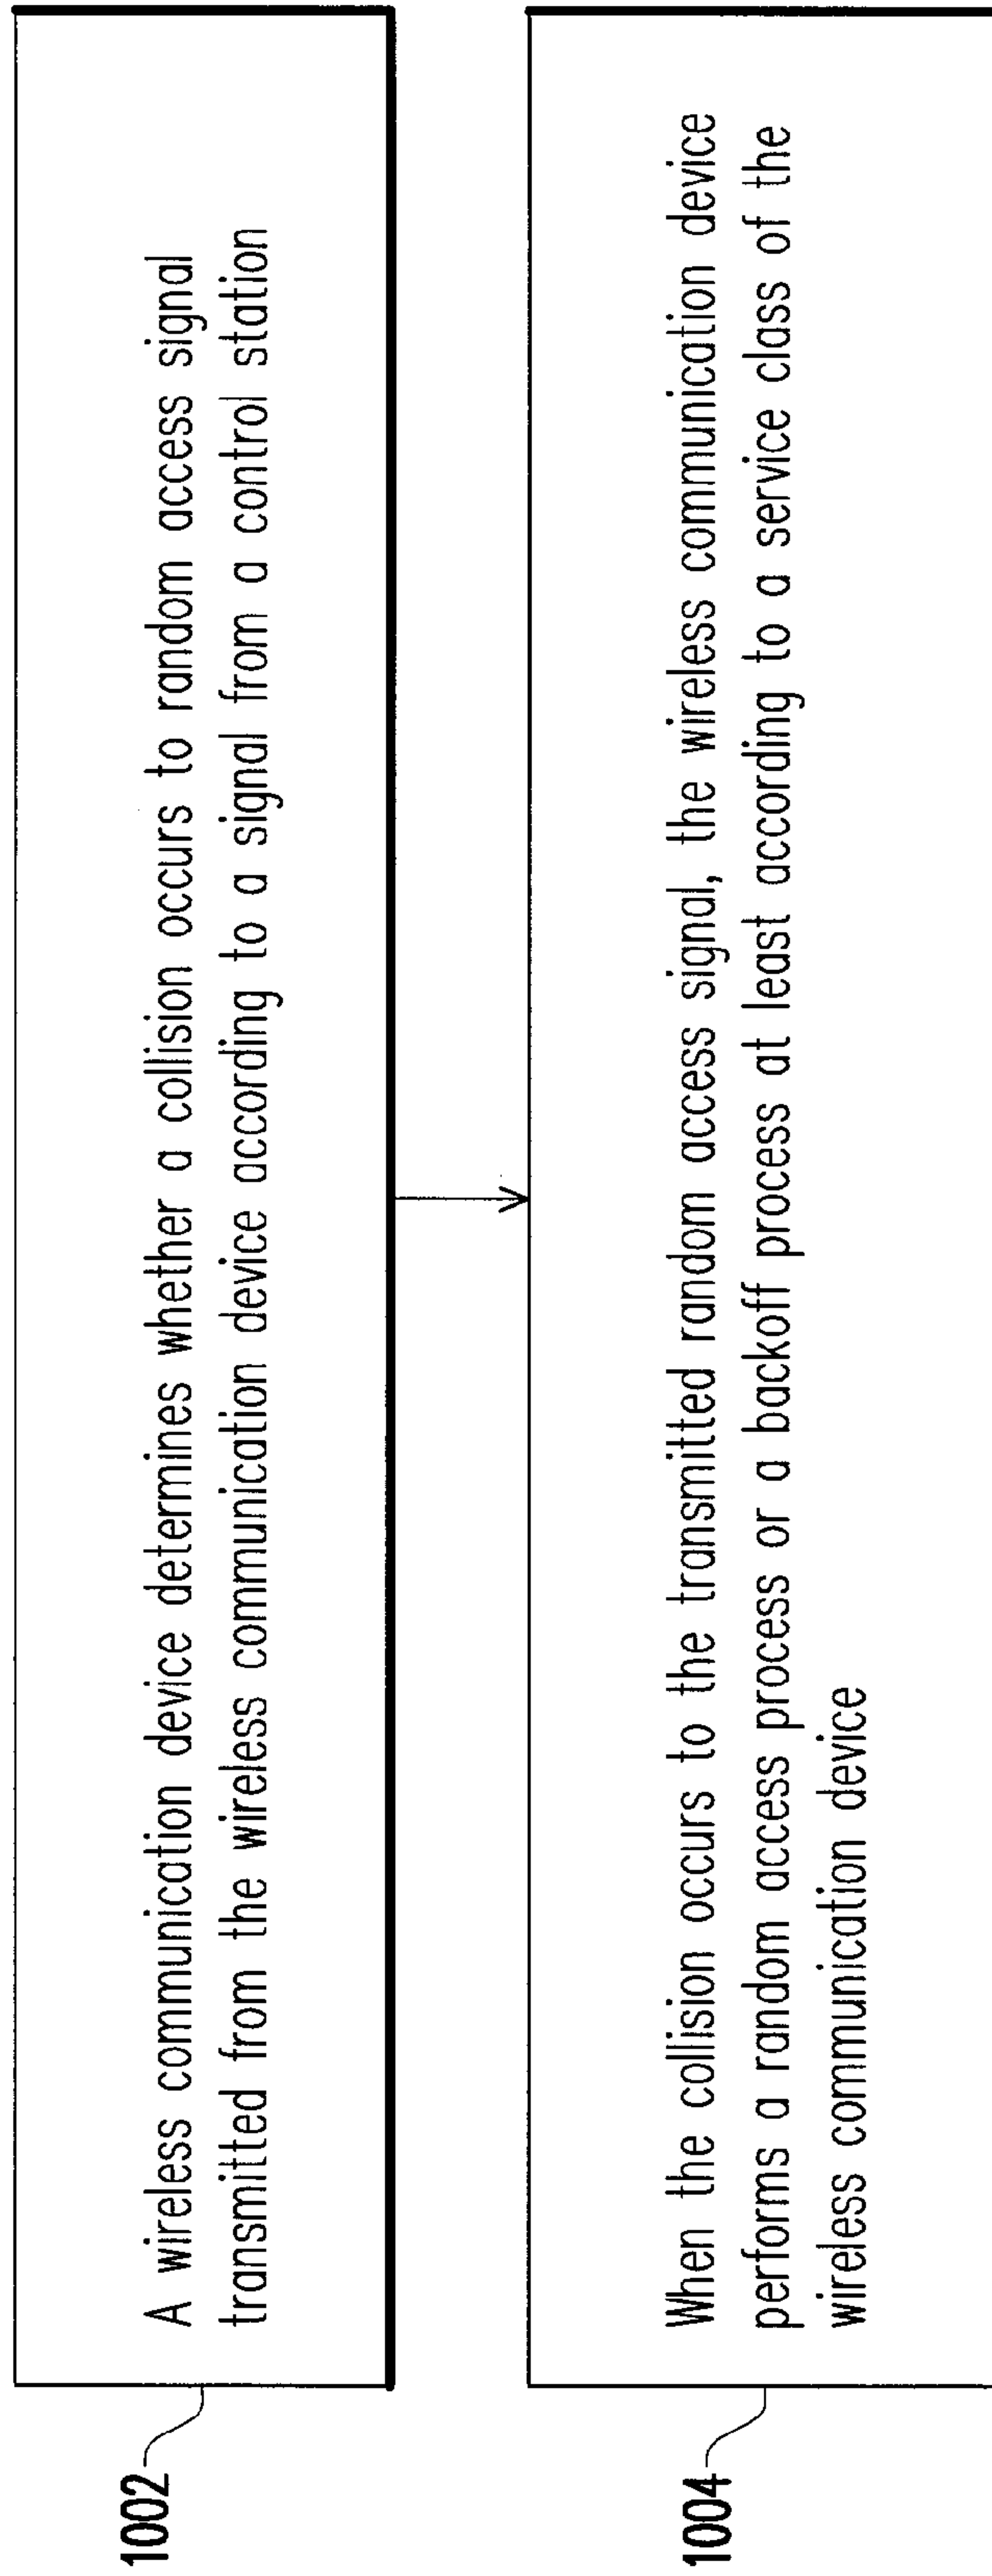 1002
A wireless communication device determines whether a collision occurs to random access signal
transmitted from the wireless communication device according to a signal from a control station
1004
When the collision occurs to the transmitted random access signal, the wireless communication device
performs a random access process or a backoff process at least according to a service class of the
wireless communication device